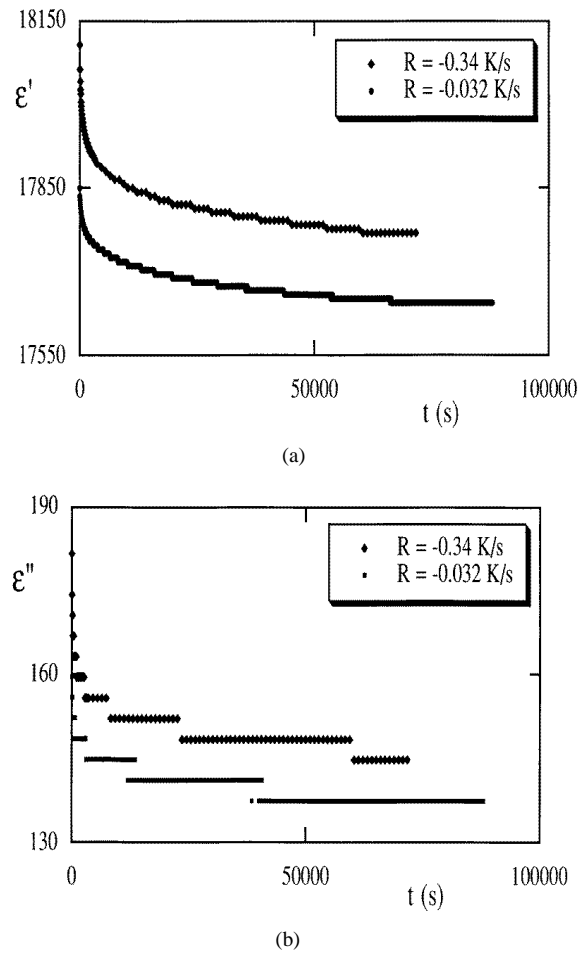 18150
ε'
R = -0.34 K/s
R = -0.032 K/s
17850
17550
0
50000
100000
t (s)
(a)
190
ε"
R = -0.34 K/s
R = -0.032 K/s
160
130
0
50000
100000
t (s)
(b)